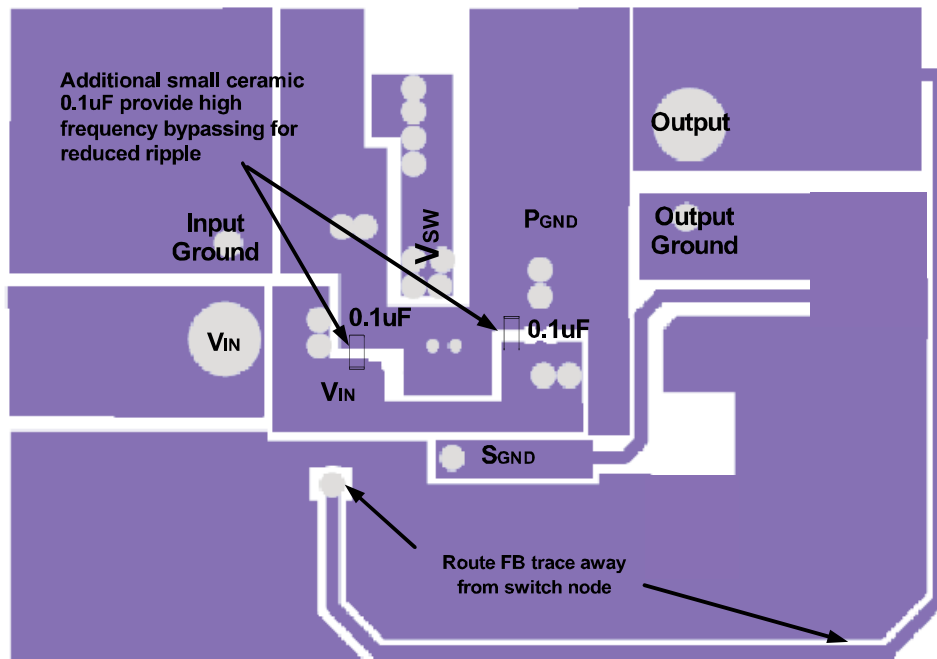 Additional small ceramic
0.1uF provide high
frequency bypassing for
reduced ripple
Output
Input
Ground
VSW
PGND
Output
Ground
0.1uF
0.1uF
VIN
VIN
SGND
Route FB trace away
from switch node